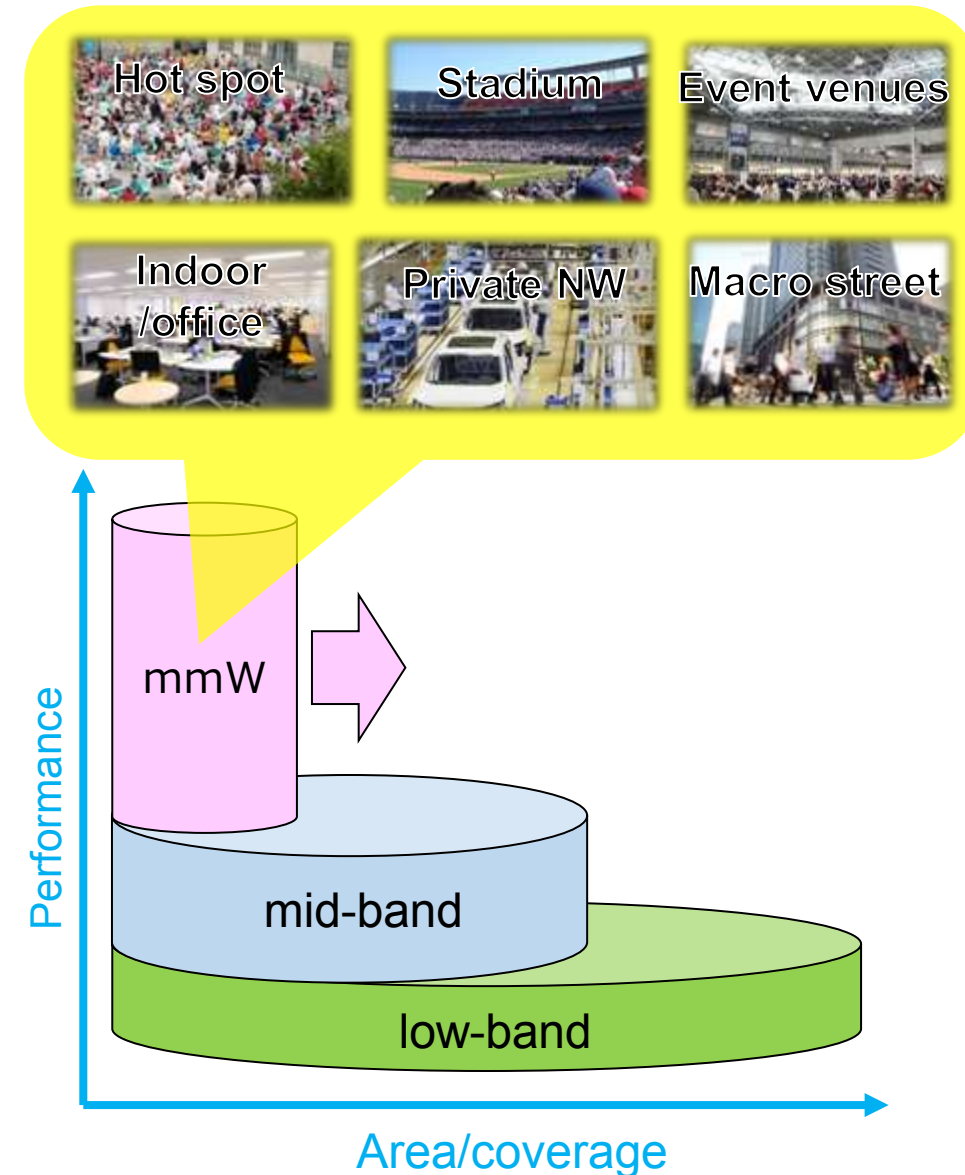 Hot spot
Stadium
Event venues
Indoor
/office
Private NW
Macro street
mmW
Performance
mid-band
low-band
Area/coverage